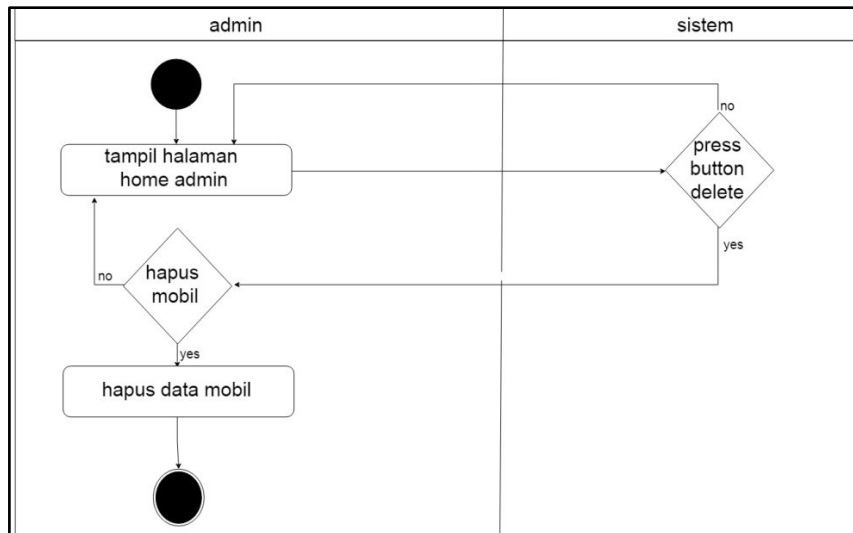 admin
sistem
no
tampil halaman
home admin
press
button
delete
yes
hapus
mobil
no
yes
hapus data mobil